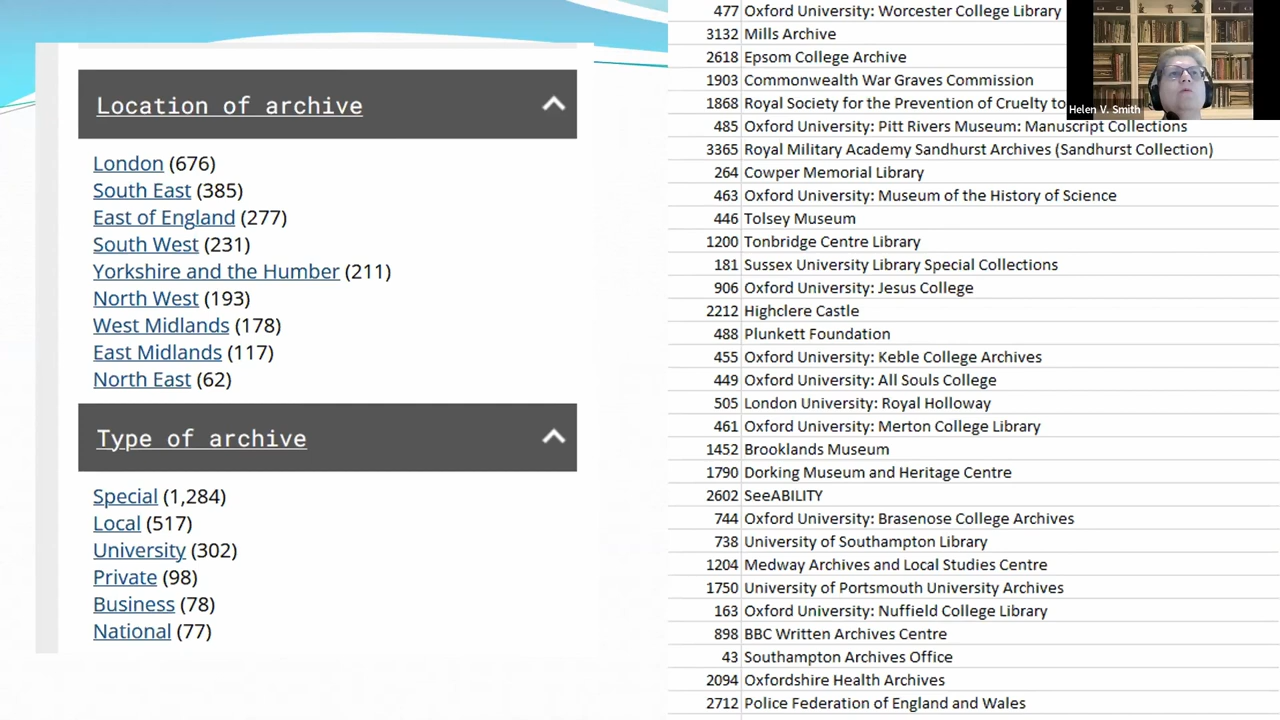 Location of archive
London (676)
South East (385)
East of England (277)
South West (231)
Yorkshire and the Humber (211)
North West (193)
West Midlands (178)
East Midlands (117)
North East (62)
Type of archive
Special (1,284)
Local (517)
University (302)
Private (98)
Business (78)
National (77)
477 Oxford University: Worcester College Library
3132 Mills Archive
2618 Epsom College Archive
1903 Commonwealth War Graves Commission
1868 Royal Society for the Prevention of Cruelty to
485 Oxford University: Pitt Rivers Museum: Manuscript Collections
3365 Royal Military Academy Sandhurst Archives (Sandhurst Collection)
264 Cowper Memorial Library
463 Oxford University: Museum of the History of Science
446 Tolsey Museum
1200 Tonbridge Centre Library
181 Sussex University Library Special Collections
906 Oxford University: Jesus College
2212 Highclere Castle
488 Plunkett Foundation
455 Oxford University: Keble College Archives
449 Oxford University: All Souls College
505 London University: Royal Holloway
461 Oxford University: Merton College Library
1452 Brooklands Museum
1790 Dorking Museum and Heritage Centre
2602 SeeABILITY
744 Oxford University: Brasenose College Archives
738 University of Southampton Library
1204 Medway Archives and Local Studies Centre
1750 University of Portsmouth University Archives
163 Oxford University: Nuffield College Library
898 BBC Written Archives Centre
43 Southampton Archives Office
2094 Oxfordshire Health Archives
2712 Police Federation of England and Wales
Helen V. Smith